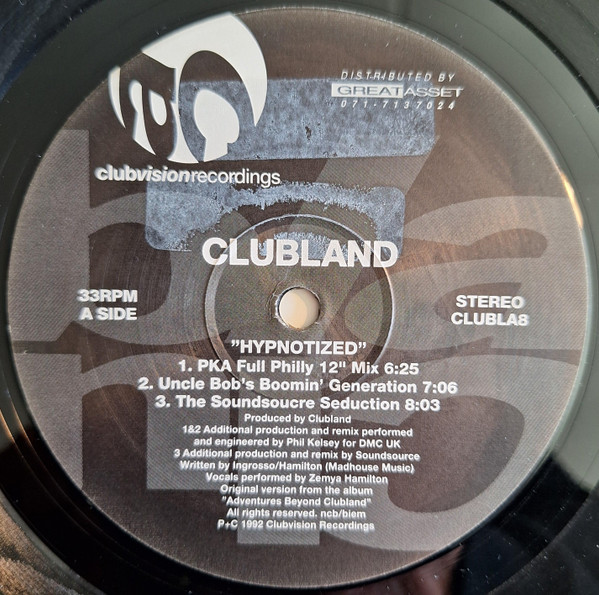 DISTRIBUTED BY
GREAT ASSET
071-7137024
clubvisionrecordings
CLUBLAND
33RPM
A SIDE
STEREO
CLUBLA8
"HYPNOTIZED"
1. PKA Full Philly 12" Mix 6:25
2. Uncle Bob's Boomin' Generation 7:06
3. The Soundsoucre Seduction 8:03
Produced by Clubland
1&2 Additional production and remix performed
and engineered by Phil Kelsey for DMC UK
3 Additional production and remix by Soundsource
Written by Ingrosso/Hamilton (Madhouse Music)
Vocals performed by Zemya Hamilton
Original version from the album
"Adventures Beyond Clubland"
All rights reserved. ncb/biem
P+C 1992 Clubvision Recordings